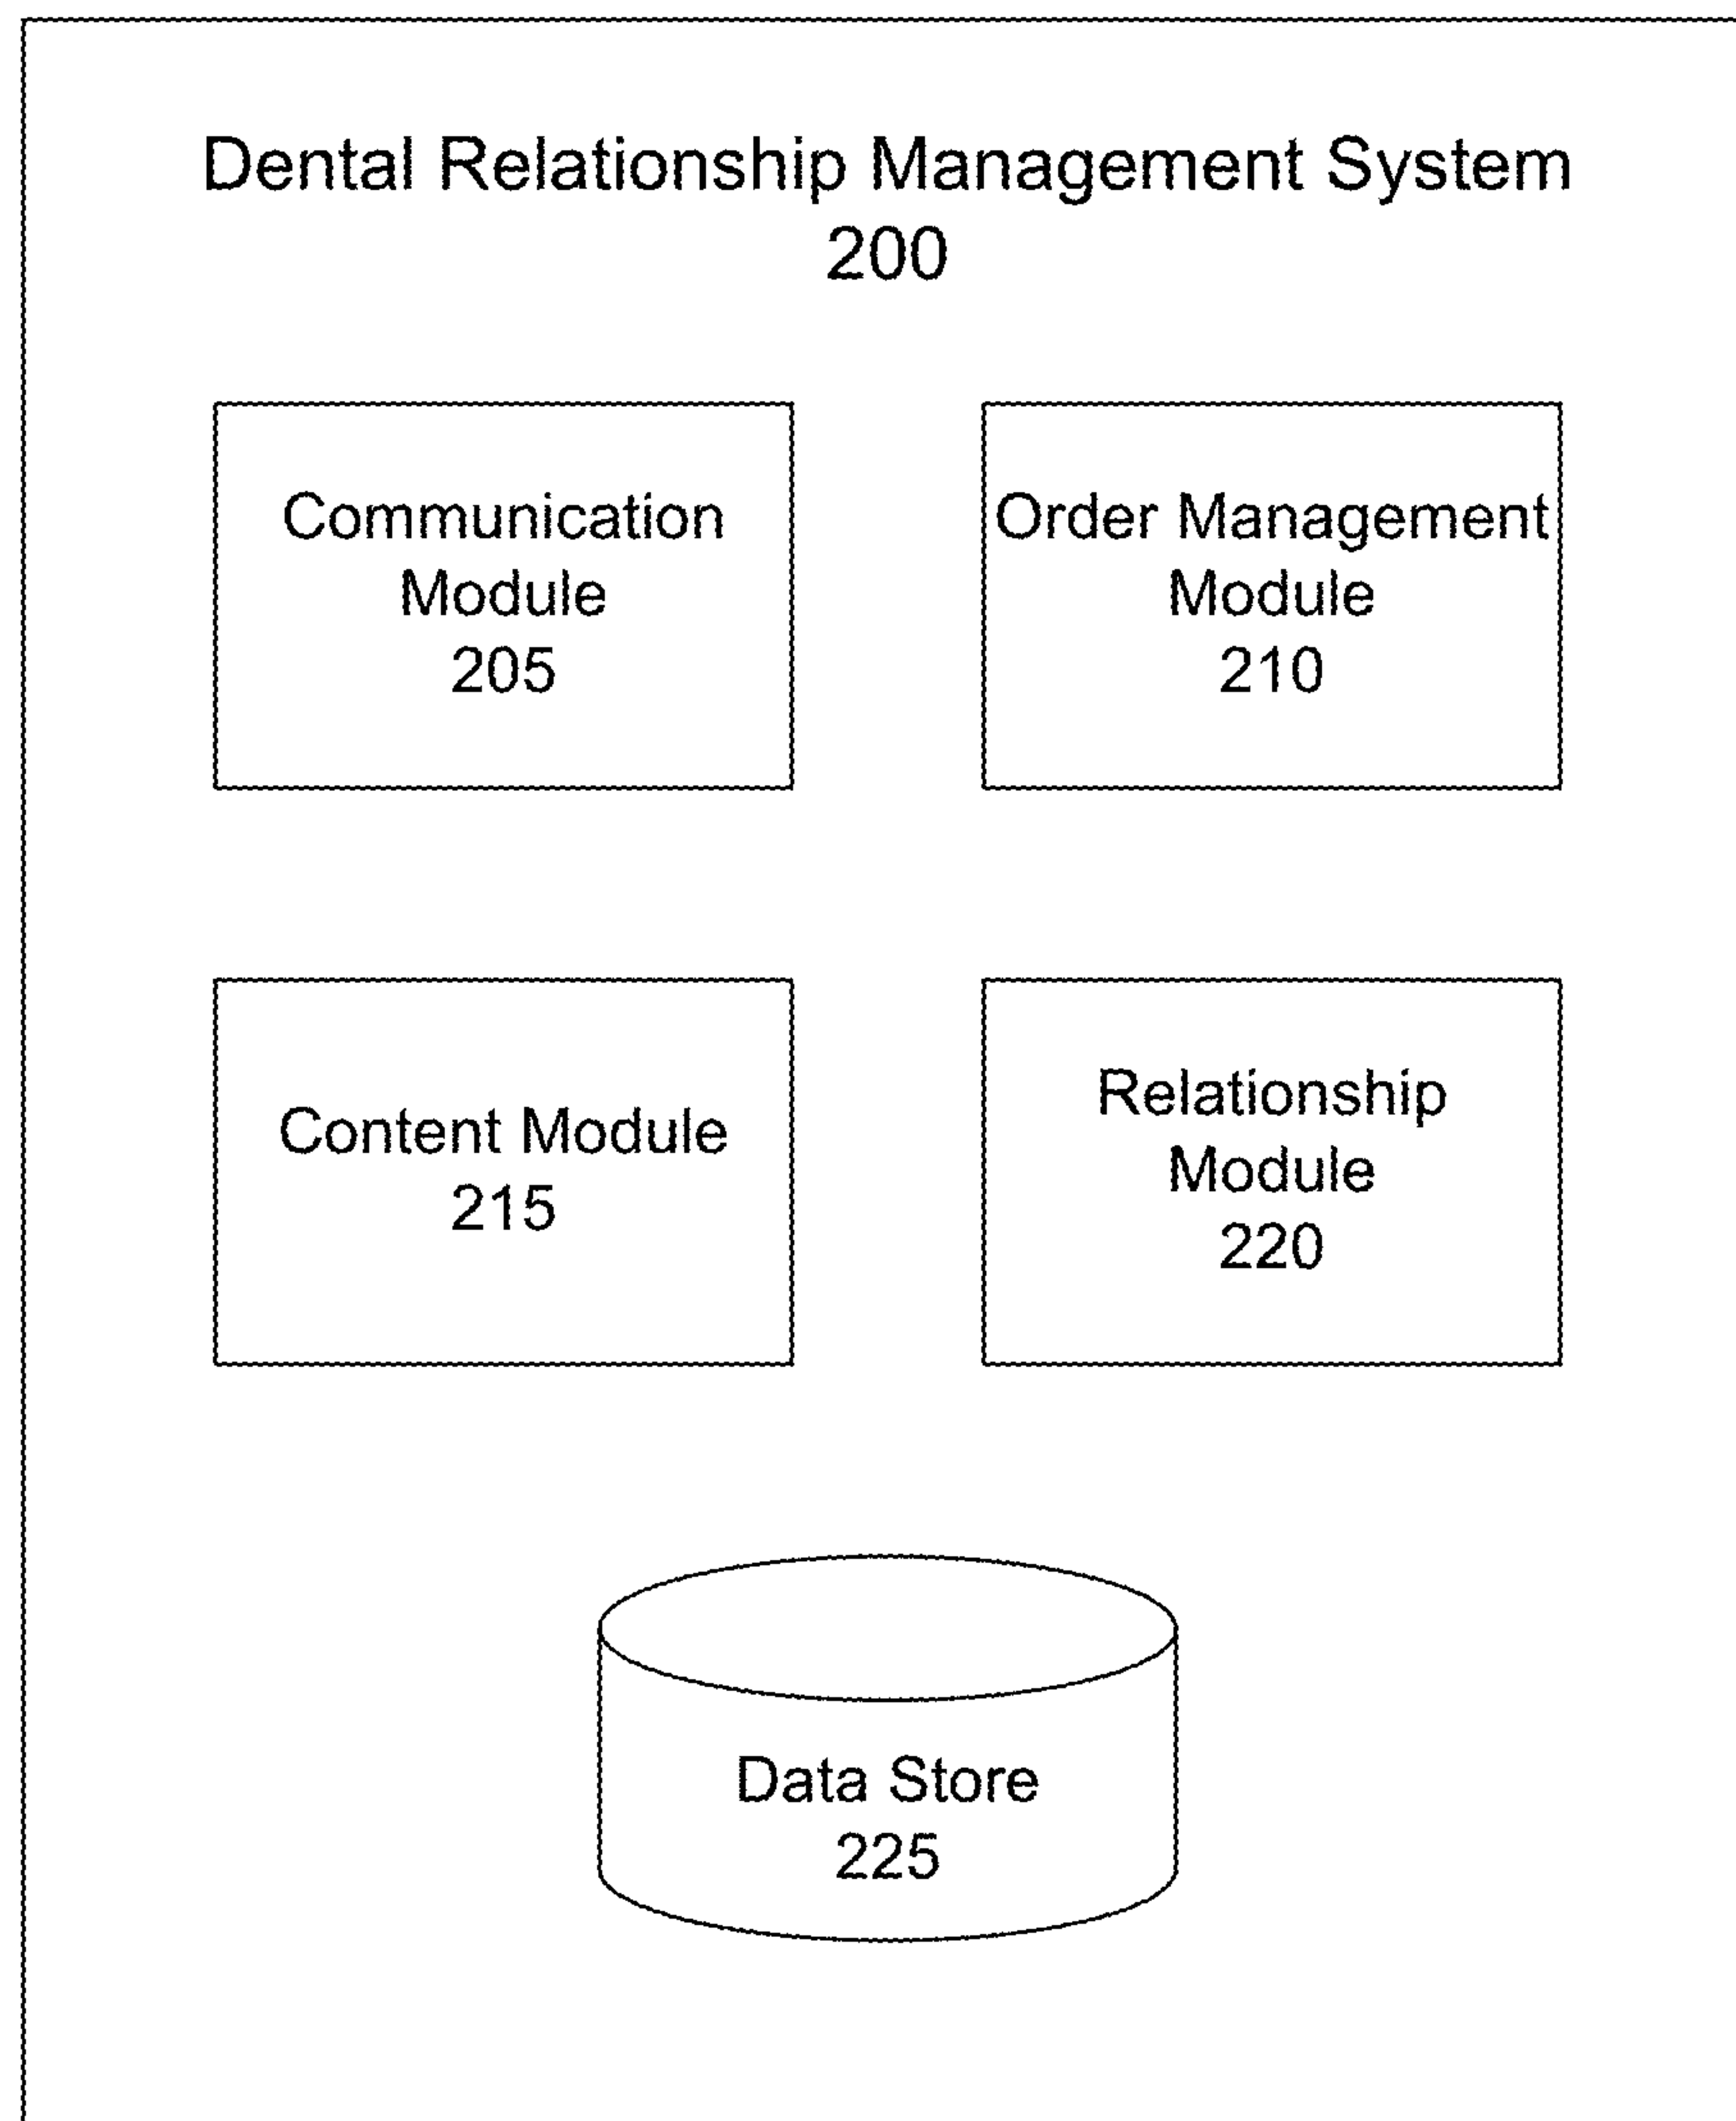 Dental Relationship Management System
200
Communication
Module
205
Order Management
Module
210
Content Module
215
Relationship
Module
220
Data Store
225